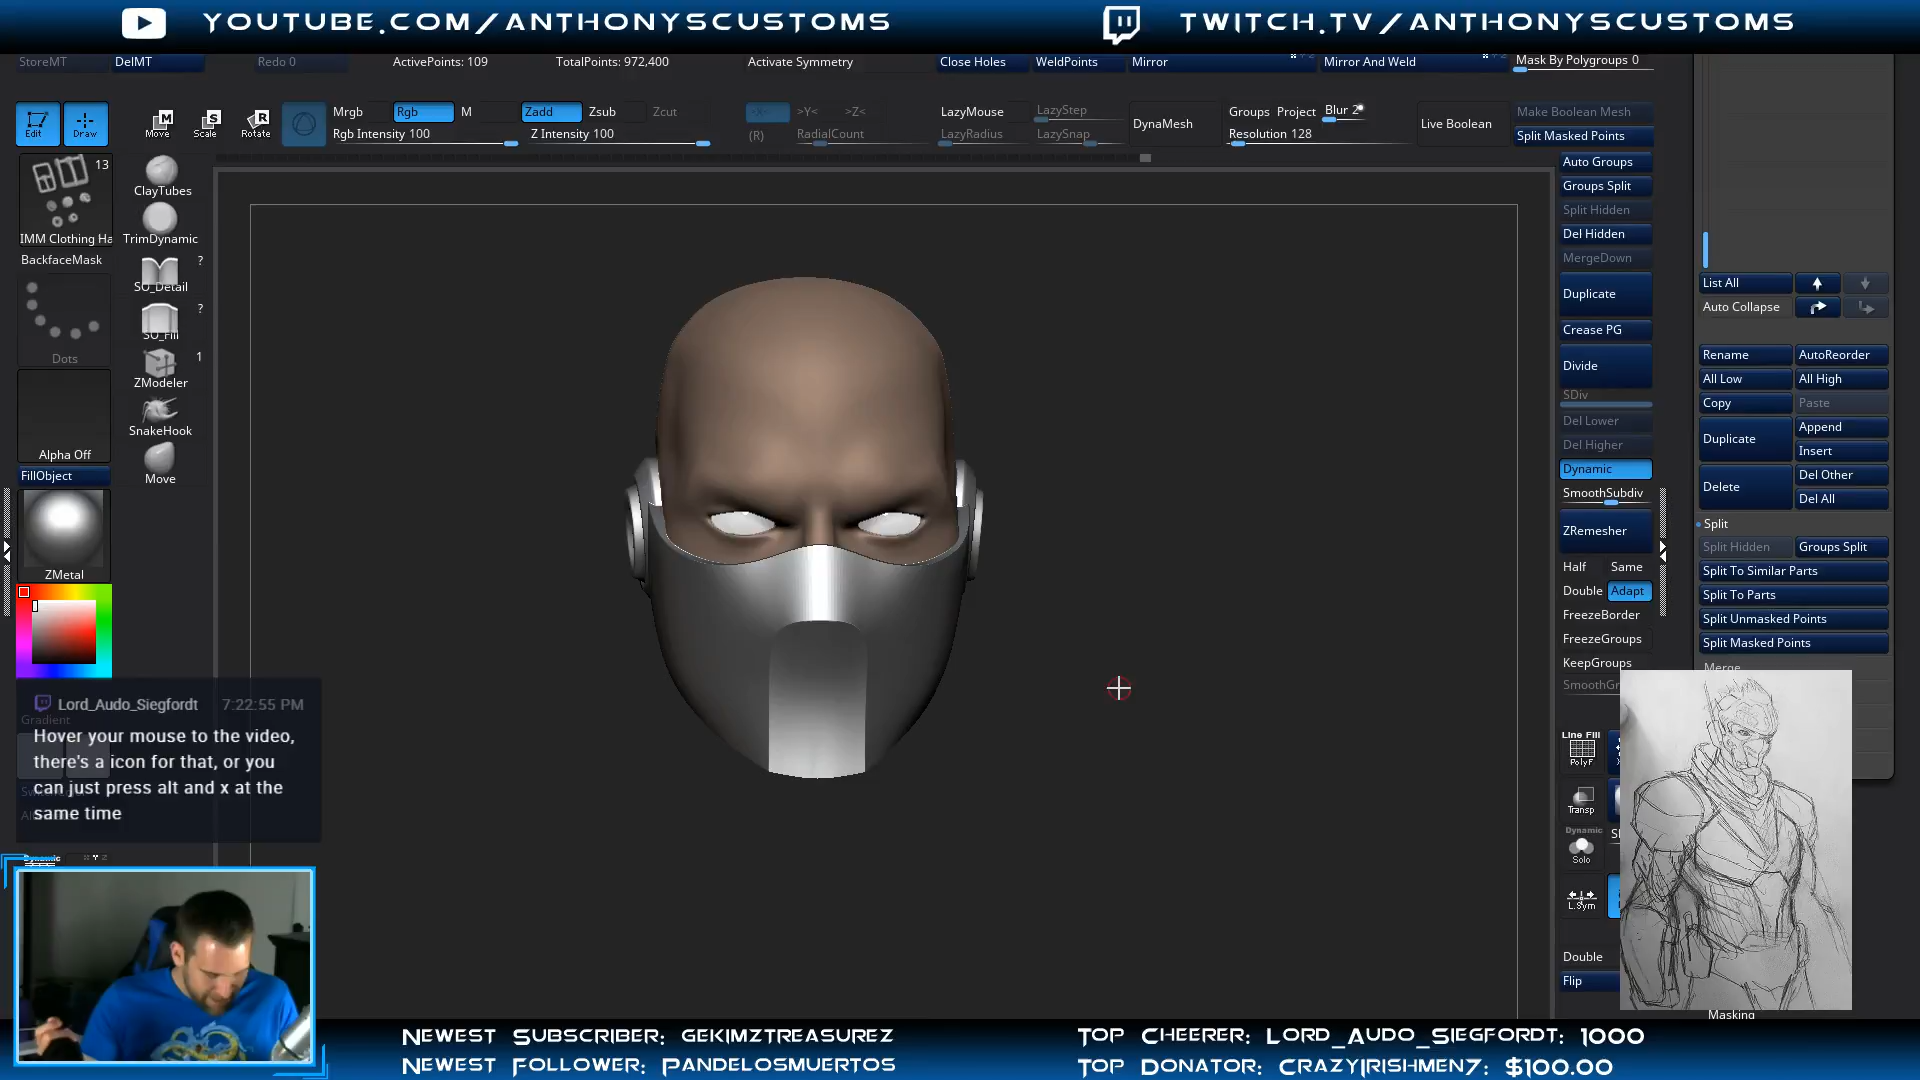 YOUTUBE.COM/ANTHONYSCUSTOMS
TWITCH.TV/ANTHONYSCUSTOMS
StoreMT DelMT Redo 0 ActivePoints: 109 TotalPoints: 972,400 Activate Symmetry Close Holes WeldPoints Mirror Mirror And Weld Mask By Polygroups 0
Edit Draw Move Scale Rotate
Mrgb Rgb M Zadd Zsub Zcut >X< >Y< >Z< LazyMouse LazyStep DynaMesh Groups Project Blur 2 Live Boolean Make Boolean Mesh
Rgb Intensity 100 Z Intensity 100 (R) RadialCount LazyRadius LazySnap Resolution 128 Split Masked Points
13
IMM Clothing Ha
BackfaceMask
Dots
Alpha Off
FillObject
ZMetal
Gradient
ClayTubes
TrimDynamic
?
SO_Detail
?
SO_Fill
1
ZModeler
SnakeHook
Move
Lord_Audo_Siegfordt 7:22:55 PM
Hover your mouse to the video,
there's a icon for that, or you
can just press alt and x at the
same time
Dynamic
Auto Groups
Groups Split
Split Hidden
Del Hidden
MergeDown
Duplicate
Crease PG
Divide
SDiv
Del Lower
Del Higher
Dynamic
SmoothSubdiv
ZRemesher
Half Same
Double Adapt
FreezeBorder
FreezeGroups
KeepGroups
SmoothGr
Line Fill
PolyF
Transp
Dynamic
Solo
L.Sym
Double
Flip
List All
Auto Collapse
Rename AutoReorder
All Low All High
Copy Paste
Duplicate Append
Insert
Delete Del Other
Del All
Split
Split Hidden Groups Split
Split To Similar Parts
Split To Parts
Split Unmasked Points
Split Masked Points
Merge
Masking
Newest Subscriber: gekimztreasurez
Newest Follower: Pandelosmuertos
Top Cheerer: Lord_Audo_Siegfordt: 1000
Top Donator: CrazyIrishmen7: $100.00